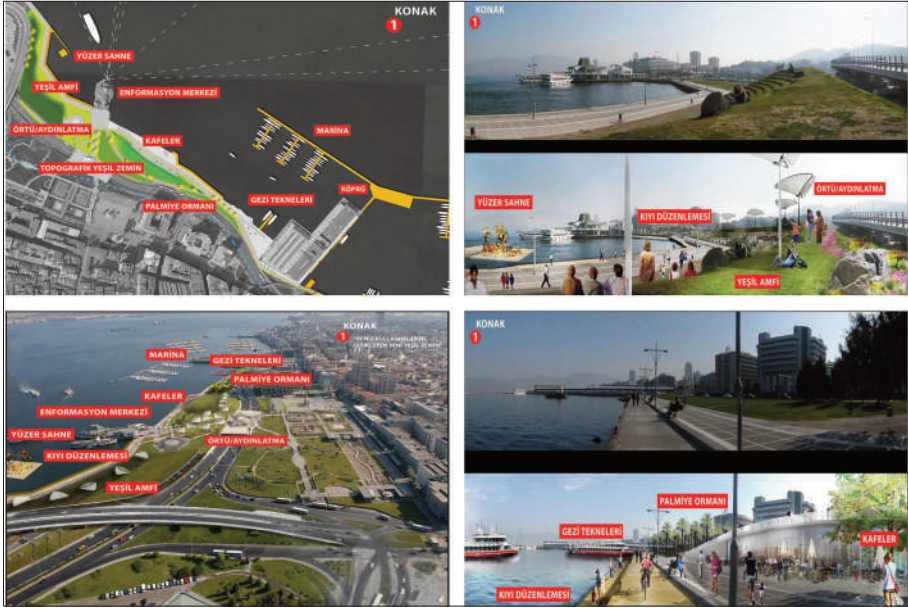 KONAK
1
YÜZER SAHNE
YEŞİL AMFİ
ENFORMASYON MERKEZİ
ÖRTÜ/AYDINLATMA
KAFELER
MARİNA
TOPOGRAFİK YEŞİL ZEMİN
KÖPRÜ
GEZİ TEKNELERİ
PALMİYE ORMANI
KONAK
1
YÜZER SAHNE
KIYI DÜZENLEMESİ
ÖRTÜ/AYDINLATMA
YEŞİL AMFİ
KONAK
1
MARİNA
GEZİ TEKNELERİ
PALMİYE ORMANI
KAFELER
ENFORMASYON MERKEZİ
YÜZER SAHNE
ÖRTÜ/AYDINLATMA
KIYI DÜZENLEMESİ
YEŞİL AMFİ
KONAK
1
PALMİYE ORMANI
GEZİ TEKNELERİ
KAFELER
KIYI DÜZENLEMESİ